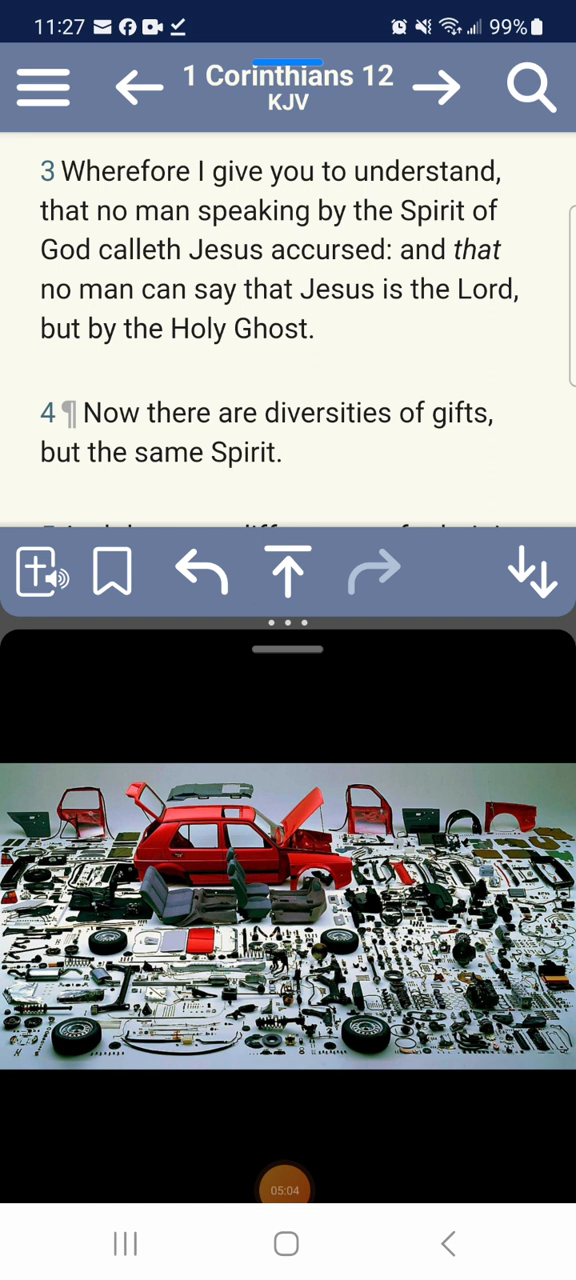 11:27
99%
1 Corinthians 12
KJV
3 Wherefore I give you to understand,
that no man speaking by the Spirit of
God calleth Jesus accursed: and that
no man can say that Jesus is the Lord,
but by the Holy Ghost.
4 ¶ Now there are diversities of gifts,
but the same Spirit.
05:04